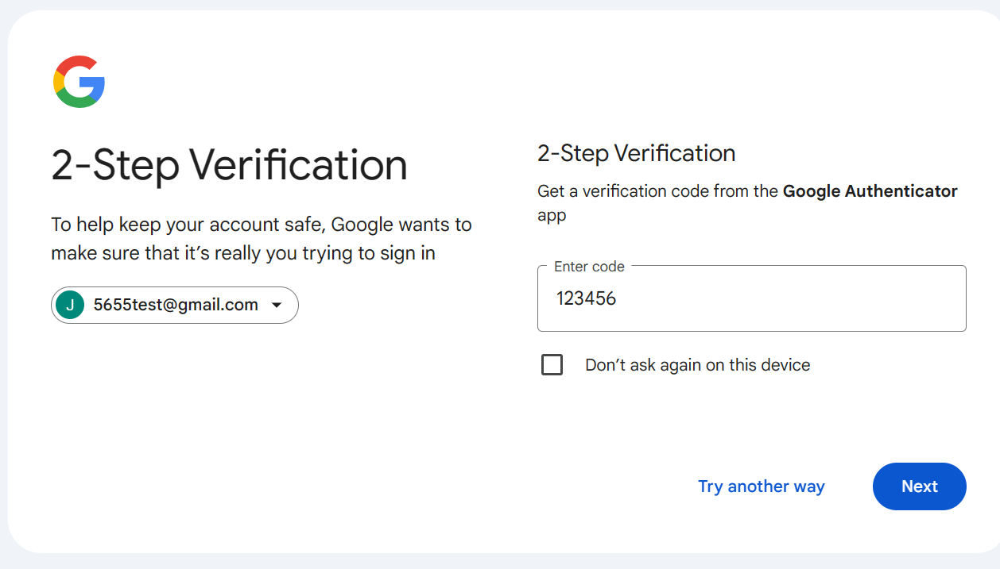 2-Step Verification
To help keep your account safe, Google wants to
make sure that it’s really you trying to sign in
J 5655test@gmail.com
2-Step Verification
Get a verification code from the Google Authenticator
app
Enter code
123456
Don’t ask again on this device
Try another way
Next